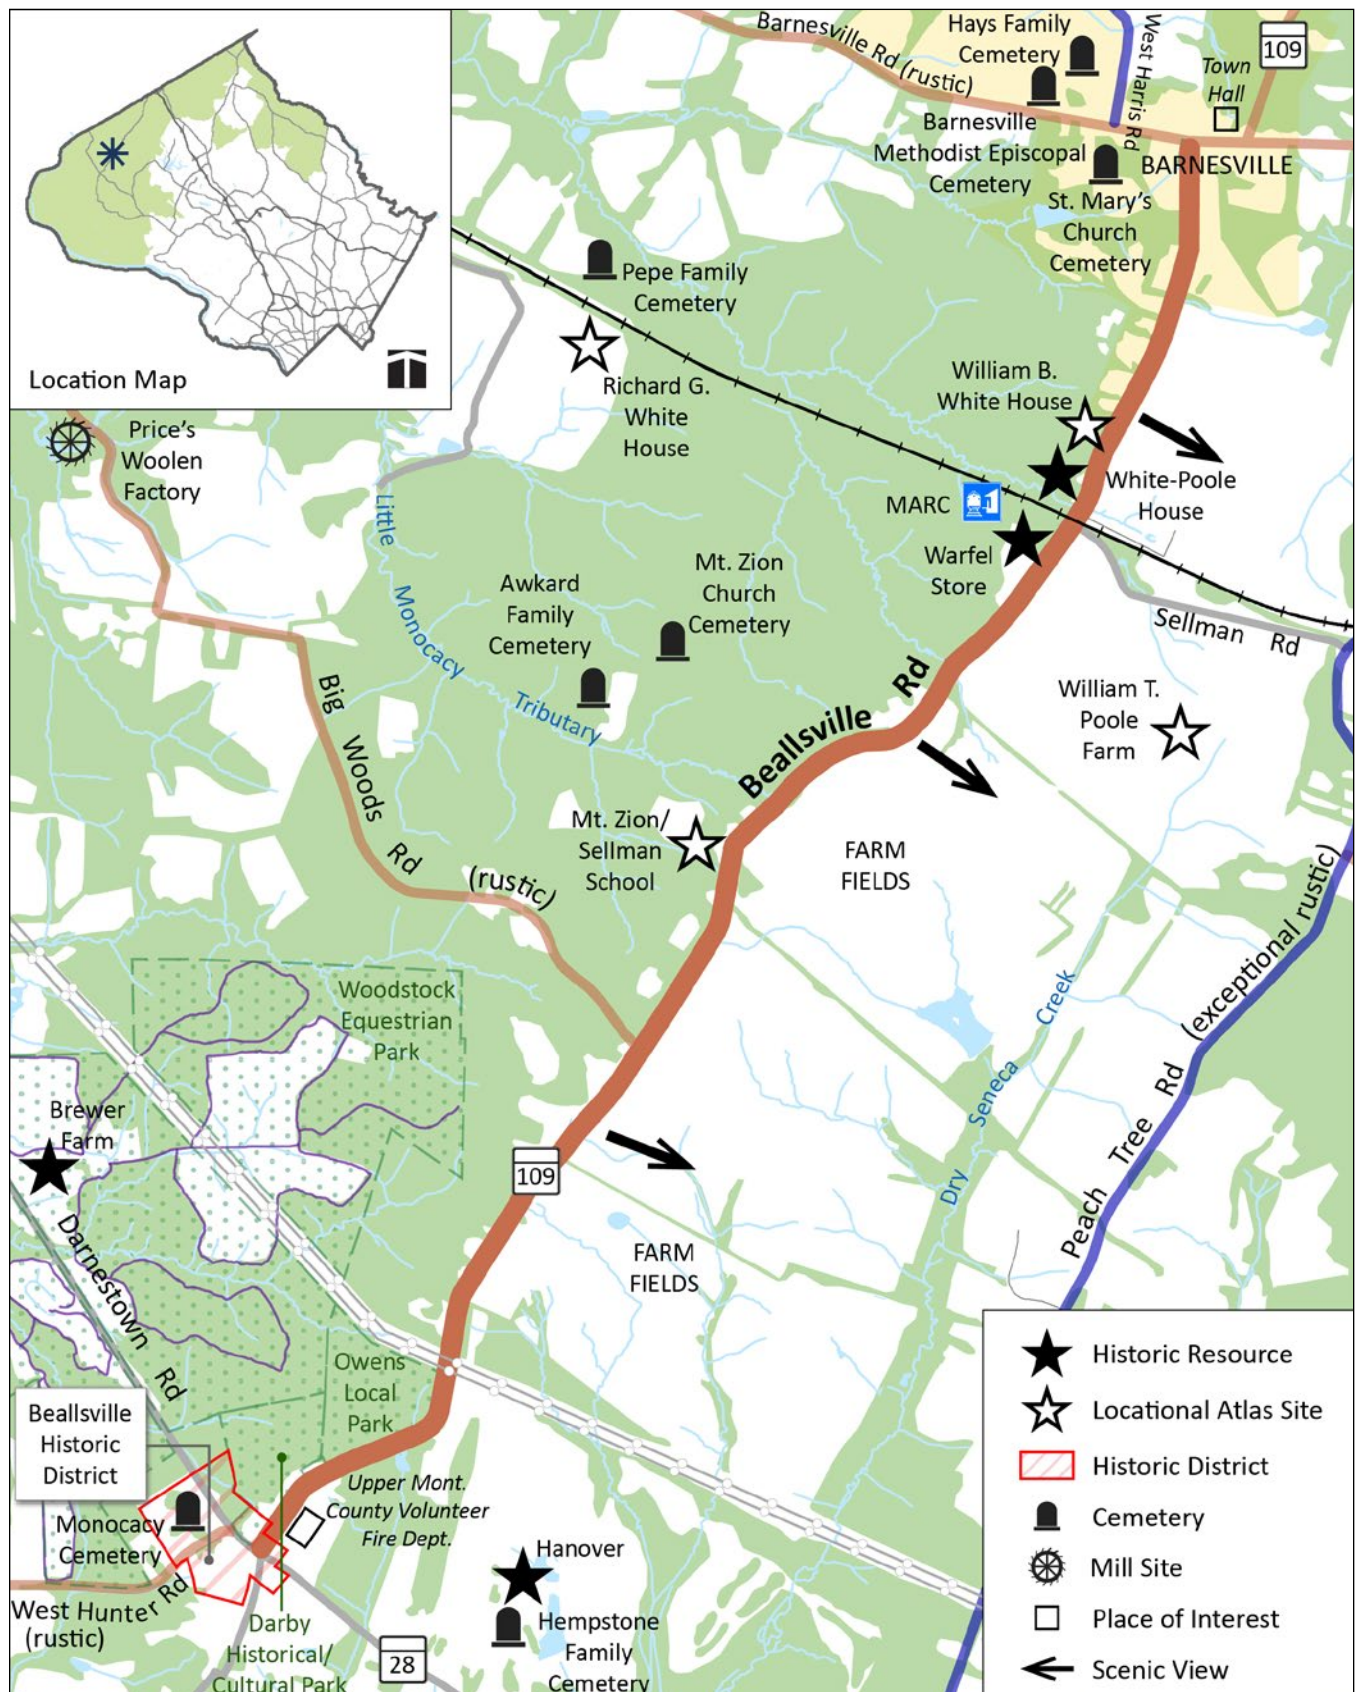 Location Map
Barnesville Rd (rustic)
Hays Family
Cemetery
West Harris Rd
Town
Hall
109
Barnesville
Methodist Episcopal
Cemetery
BARNESVILLE
St. Mary's
Church
Cemetery
Pepe Family
Cemetery
Richard G.
White
House
William B.
White House
White-Poole
House
MARC
Warfel
Store
Sellman Rd
Price's
Woolen
Factory
Little
Monocacy
Tributary
Awkard
Family
Cemetery
Mt. Zion
Church
Cemetery
William T.
Poole
Farm
Beallsville Rd
Big Woods Rd (rustic)
Mt. Zion/
Sellman
School
FARM
FIELDS
Peach Tree Rd (exceptional rustic)
Dry Seneca Creek
Woodstock
Equestrian
Park
Brewer
Farm
109
Darnestown Rd
FARM
FIELDS
Owens
Local
Park
Beallsville
Historic
District
Upper Mont.
County Volunteer
Fire Dept.
Monocacy
Cemetery
Hanover
West Hunter Rd
(rustic)
Darby
Historical/
Cultural Park
28
Hempstone
Family
Cemetery
Historic Resource
Locational Atlas Site
Historic District
Cemetery
Mill Site
Place of Interest
Scenic View